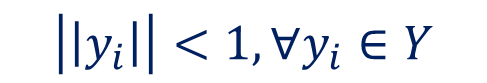 ||y_i|| < 1, ∀y_i ∈ Y